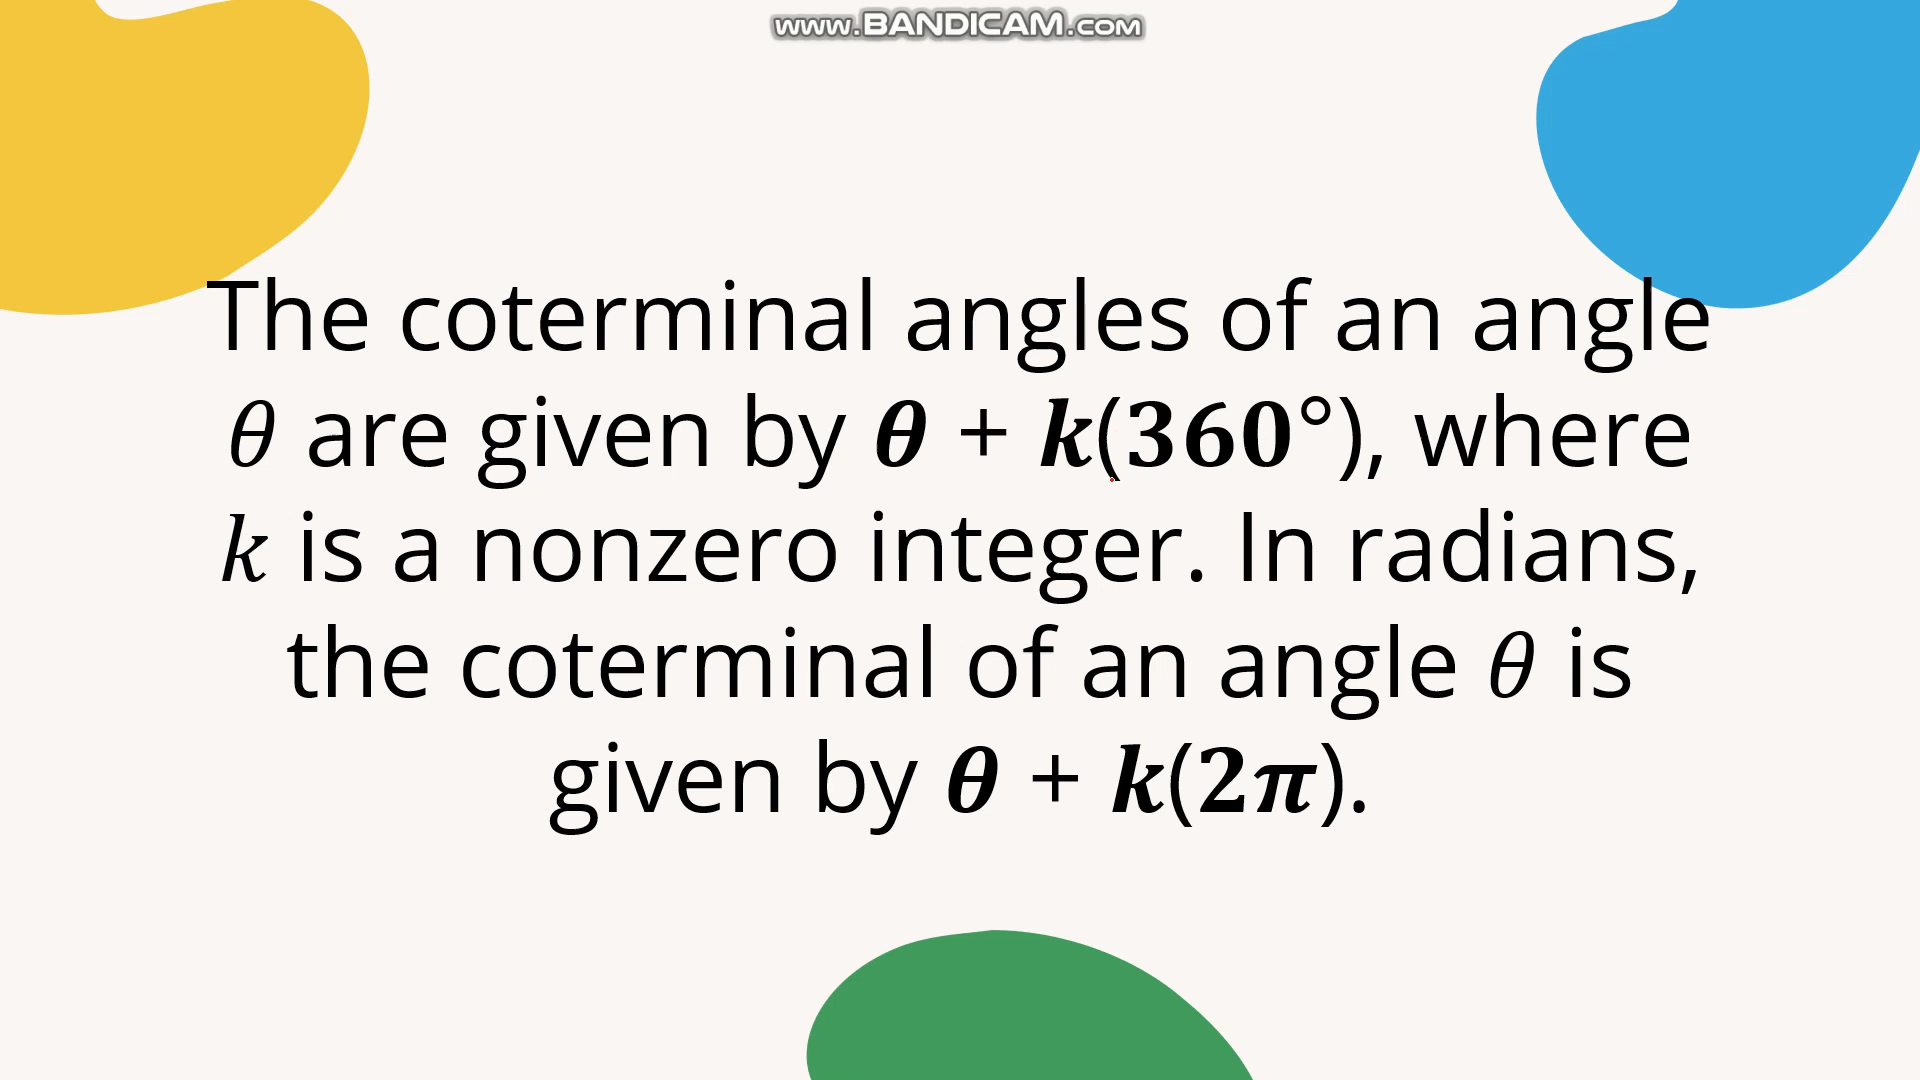 www.BANDICAM.com
The coterminal angles of an angle
θ are given by θ + k(360°), where
k is a nonzero integer. In radians,
the coterminal of an angle θ is
given by θ + k(2π).